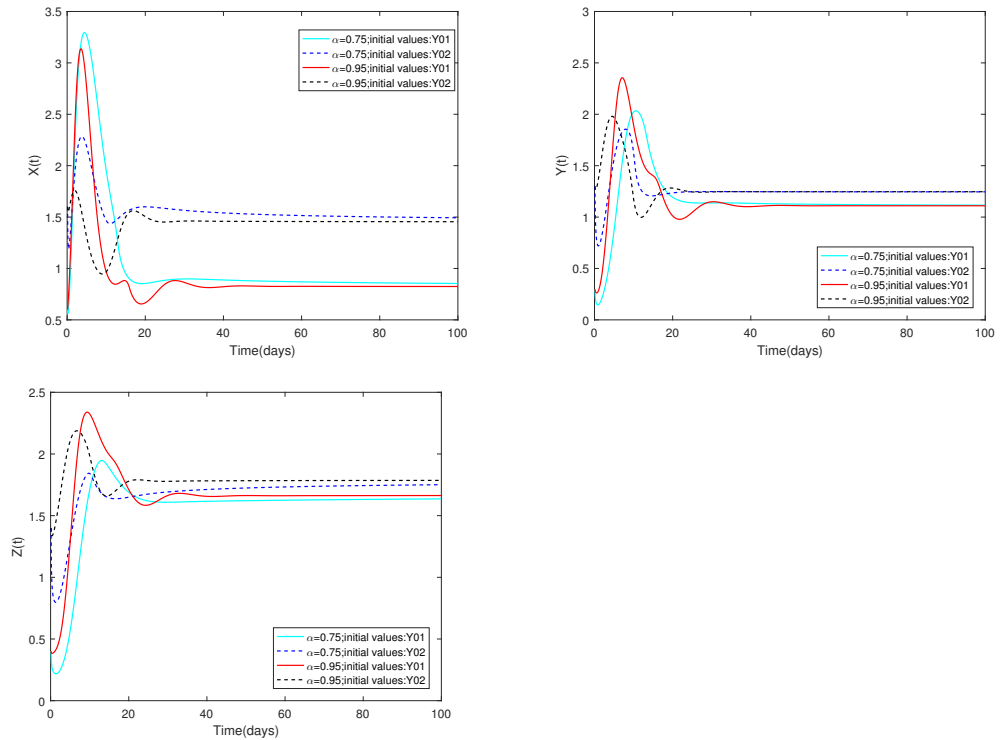 3.5
3
2.5
2
1.5
1
0.5
X(t)
0 20 40 60 80 100
Time(days)
α=0.75;initial values:Y01
α=0.75;initial values:Y02
α=0.95;initial values:Y01
α=0.95;initial values:Y02
3
2.5
2
1.5
1
0.5
0
Y(t)
0 20 40 60 80 100
Time(days)
α=0.75;initial values:Y01
α=0.75;initial values:Y02
α=0.95;initial values:Y01
α=0.95;initial values:Y02
2.5
2
1.5
1
0.5
0
Z(t)
0 20 40 60 80 100
Time(days)
α=0.75;initial values:Y01
α=0.75;initial values:Y02
α=0.95;initial values:Y01
α=0.95;initial values:Y02